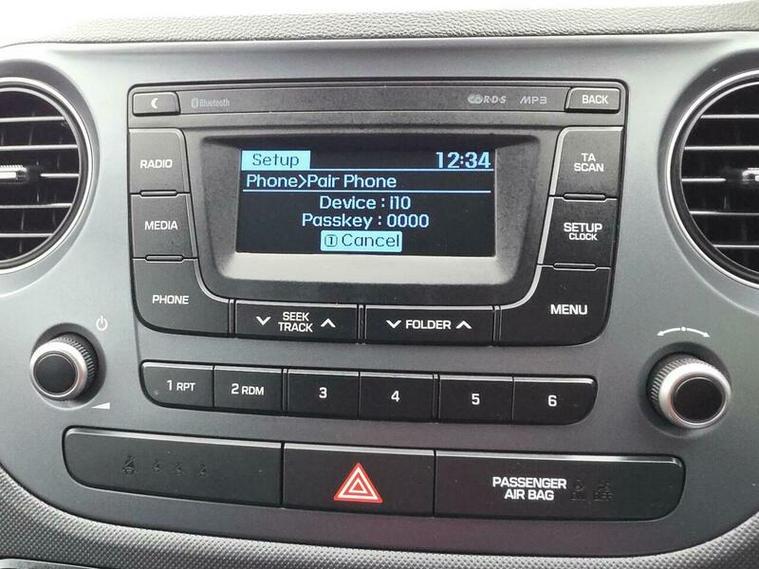 Bluetooth
R·D·S
MP3
BACK
RADIO
MEDIA
PHONE
Setup
12:34
Phone>Pair Phone
Device : i10
Passkey : 0000
1 Cancel
TA
SCAN
SETUP
CLOCK
MENU
SEEK
TRACK
FOLDER
1 RPT
2 RDM
3
4
5
6
PASSENGER
AIR BAG